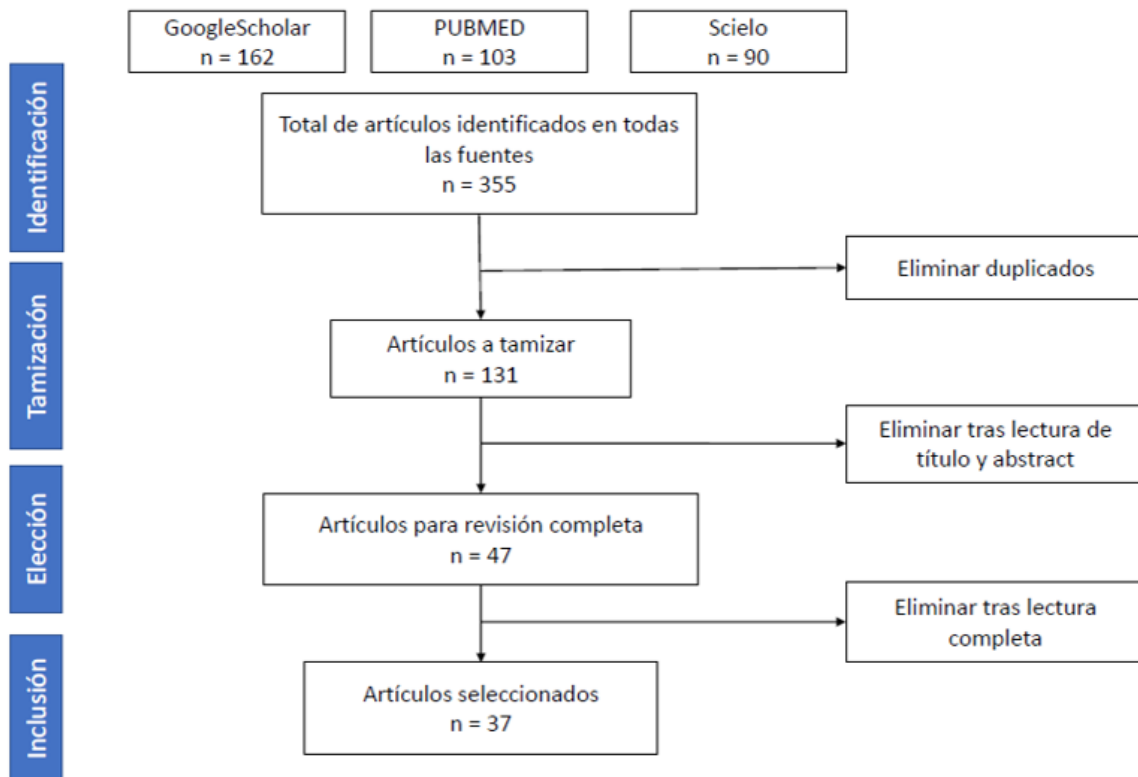 GoogleScholar
n = 162
PUBMED
n = 103
Scielo
n = 90
Identificación
Total de artículos identificados en todas
las fuentes
n = 355
Eliminar duplicados
Tamización
Artículos a tamizar
n = 131
Eliminar tras lectura de
título y abstract
Elección
Artículos para revisión completa
n = 47
Eliminar tras lectura
completa
Inclusión
Artículos seleccionados
n = 37